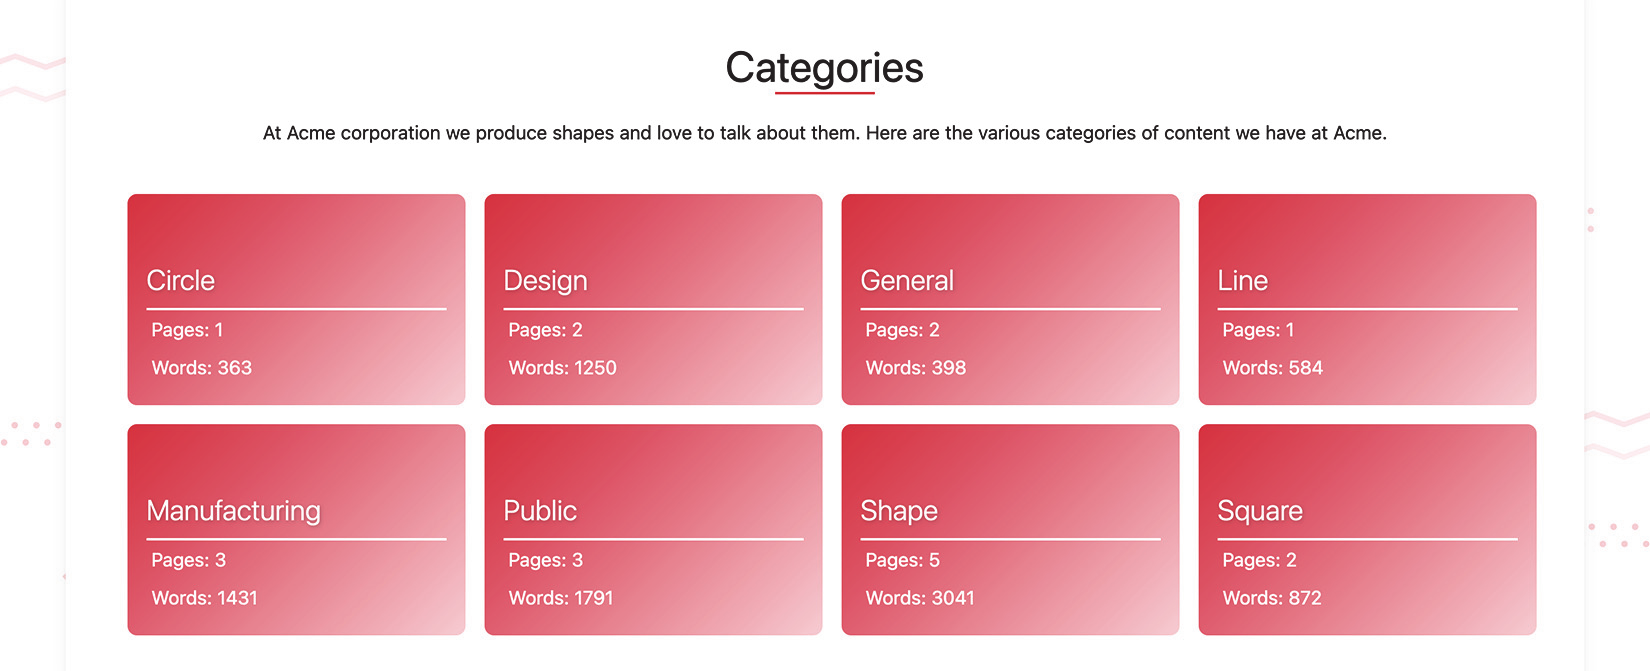 Categories
At Acme corporation we produce shapes and love to talk about them. Here are the various categories of content we have at Acme.
Circle
Pages: 1
Words: 363
Design
Pages: 2
Words: 1250
General
Pages: 2
Words: 398
Line
Pages: 1
Words: 584
Manufacturing
Pages: 3
Words: 1431
Public
Pages: 3
Words: 1791
Shape
Pages: 5
Words: 3041
Square
Pages: 2
Words: 872